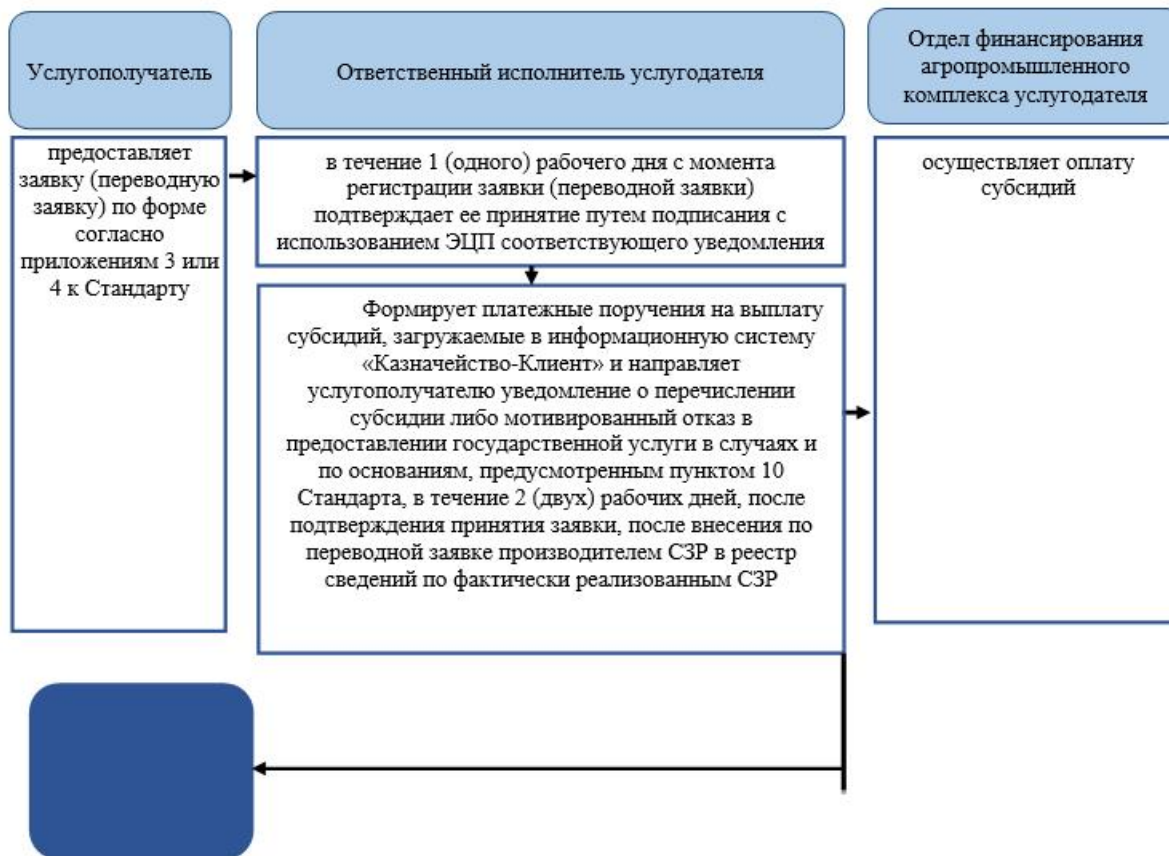 Услугополучатель
Ответственный исполнитель услугодателя
Отдел финансирования
агропромышленного
комплекса услугодателя
предоставляет
заявку (переводную
заявку) по форме
согласно
приложениям 3 или
4 к Стандарту
в течение 1 (одного) рабочего дня с момента
регистрации заявки (переводной заявки)
подтверждает ее принятие путем подписания с
использованием ЭЦП соответствующего уведомления
Формирует платежные поручения на выплату
субсидий, загружаемые в информационную систему
«Казначейство-Клиент» и направляет
услугополучателю уведомление о перечислении
субсидии либо мотивированный отказ в
предоставлении государственной услуги в случаях и
по основаниям, предусмотренным пунктом 10
Стандарта, в течение 2 (двух) рабочих дней, после
подтверждения принятия заявки, после внесения по
переводной заявке производителем СЗР в реестр
сведений по фактически реализованным СЗР
осуществляет оплату
субсидий